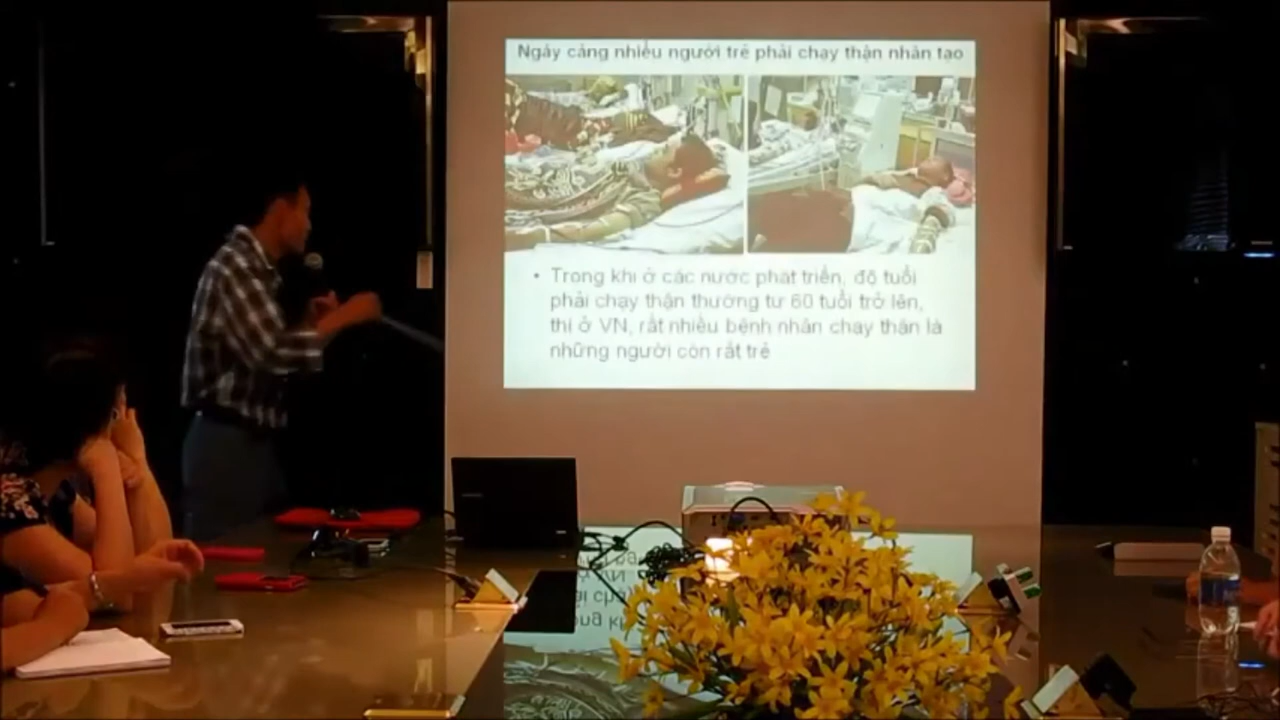 Ngày càng nhiều người trẻ phải chạy thận nhân tạo
• Trong khi ở các nước phát triển, độ tuổi
phải chạy thận thường từ 60 tuổi trở lên,
thì ở VN, rất nhiều bệnh nhân chạy thận là
những người còn rất trẻ